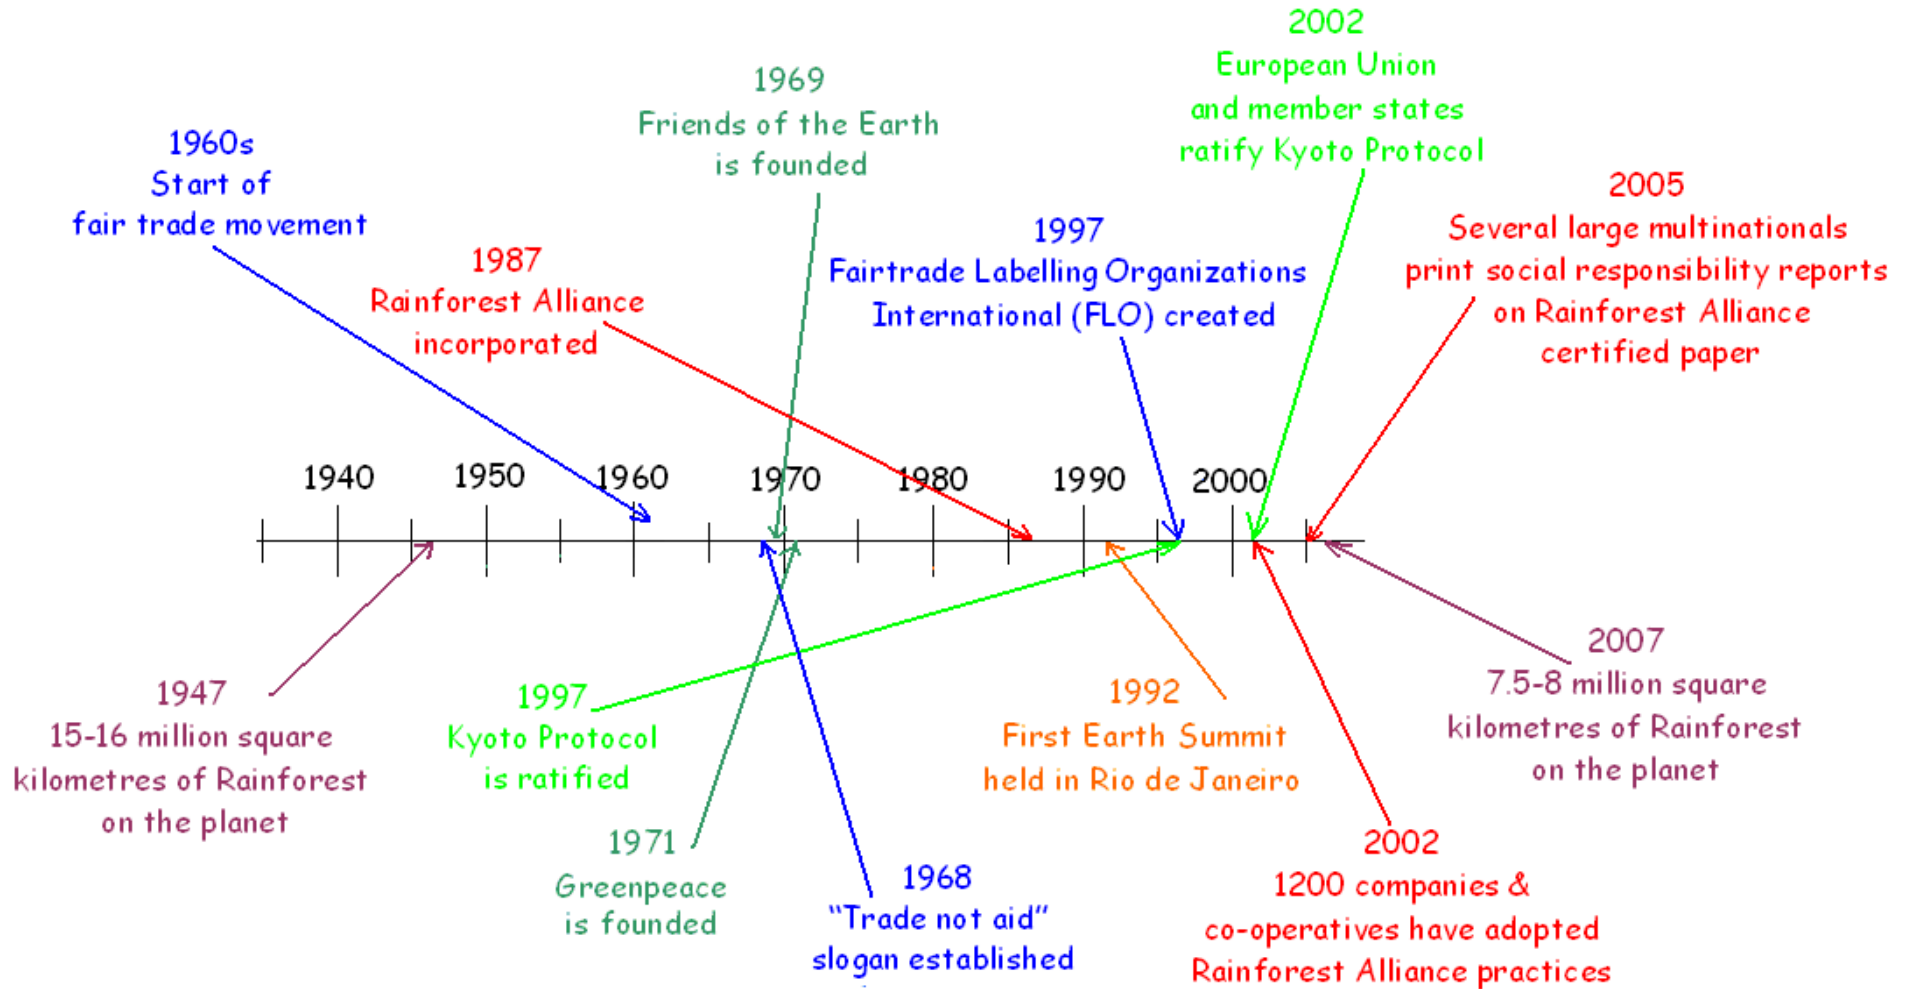 2002
European Union
and member states
ratify Kyoto Protocol
1969
Friends of the Earth
is founded
1960s
Start of
fair trade movement
2005
Several large multinationals
print social responsibility reports
on Rainforest Alliance
certified paper
1997
Fairtrade Labelling Organizations
International (FLO) created
1987
Rainforest Alliance
incorporated
1940 1950 1960 1970 1980 1990 2000
1947
15-16 million square
kilometres of Rainforest
on the planet
1997
Kyoto Protocol
is ratified
1992
First Earth Summit
held in Rio de Janeiro
2007
7.5-8 million square
kilometres of Rainforest
on the planet
1971
Greenpeace
is founded
1968
“Trade not aid”
slogan established
2002
1200 companies &
co-operatives have adopted
Rainforest Alliance practices